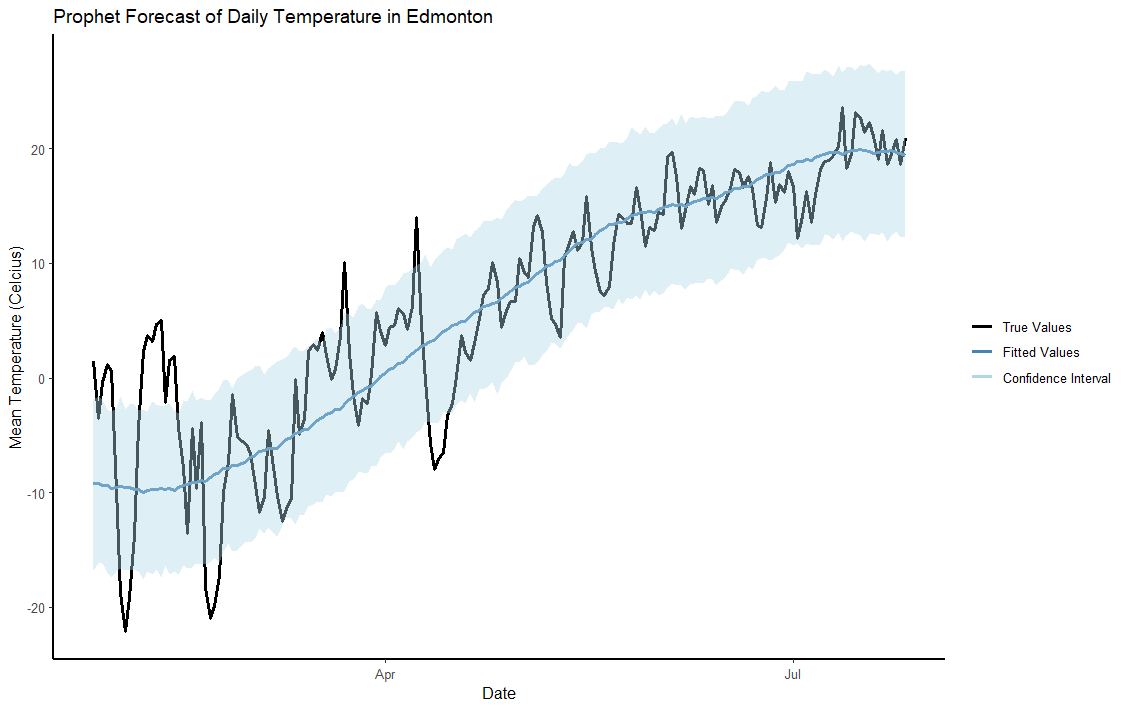 Prophet Forecast of Daily Temperature in Edmonton
Mean Temperature (Celcius)
20
10
0
-10
-20
Apr
Jul
Date
True Values
Fitted Values
Confidence Interval